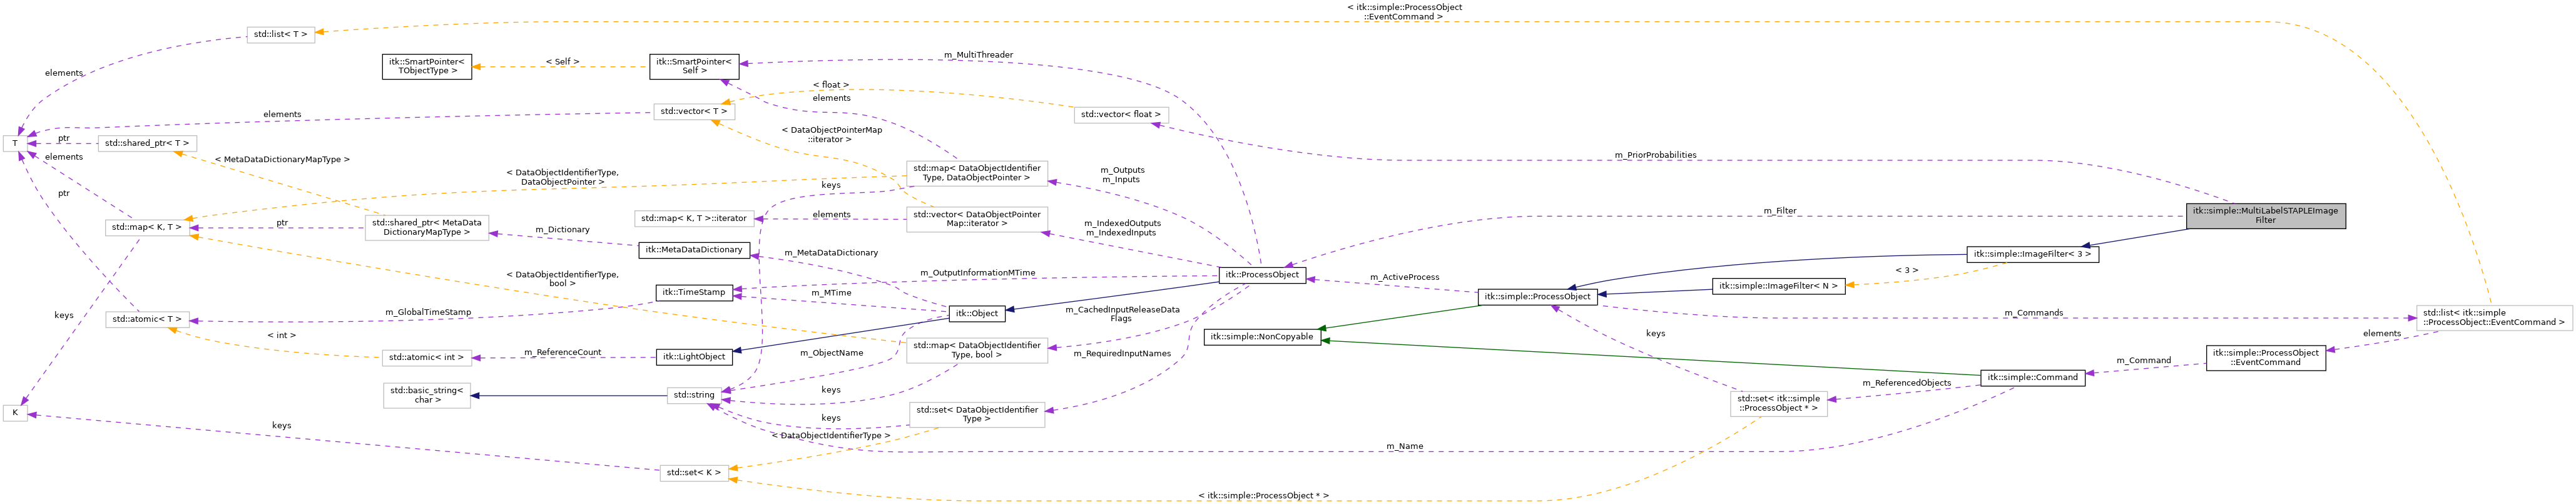 < itk::simple::ProcessObject
::EventCommand >
std::list< T >
elements
itk::SmartPointer<
TObjectType >
< Self >
itk::SmartPointer<
Self >
m_MultiThreader
< float >
elements
std::vector< T >
std::vector< float >
elements
T
ptr
std::shared_ptr< T >
elements
< MetaDataDictionaryMapType >
< DataObjectPointerMap
::iterator >
m_PriorProbabilities
std::map< DataObjectIdentifier
Type, DataObjectPointer >
m_Outputs
m_Inputs
< DataObjectIdentifierType,
DataObjectPointer >
keys
ptr
itk::simple::MultiLabelSTAPLEImage
Filter
m_Filter
std::map< K, T >
ptr
std::shared_ptr< MetaData
DictionaryMapType >
m_Dictionary
std::map< K, T >::iterator
elements
std::vector< DataObjectPointer
Map::iterator >
m_IndexedOutputs
m_IndexedInputs
itk::MetaDataDictionary
m_MetaDataDictionary
itk::simple::ImageFilter< 3 >
< 3 >
< DataObjectIdentifierType,
bool >
m_OutputInformationMTime
itk::ProcessObject
m_ActiveProcess
itk::simple::ProcessObject
itk::simple::ImageFilter< N >
itk::TimeStamp
m_MTime
itk::Object
m_GlobalTimeStamp
m_CachedInputReleaseData
Flags
m_Commands
std::list< itk::simple
::ProcessObject::EventCommand >
std::atomic< T >
keys
< int >
itk::simple::NonCopyable
keys
elements
std::atomic< int >
m_ReferenceCount
itk::LightObject
m_ObjectName
std::map< DataObjectIdentifier
Type, bool >
m_RequiredInputNames
itk::simple::ProcessObject
::EventCommand
m_Command
itk::simple::Command
m_ReferencedObjects
std::set< itk::simple
::ProcessObject * >
std::basic_string<
char >
std::string
keys
K
keys
std::set< DataObjectIdentifier
Type >
keys
< DataObjectIdentifierType >
m_Name
std::set< K >
< itk::simple::ProcessObject * >